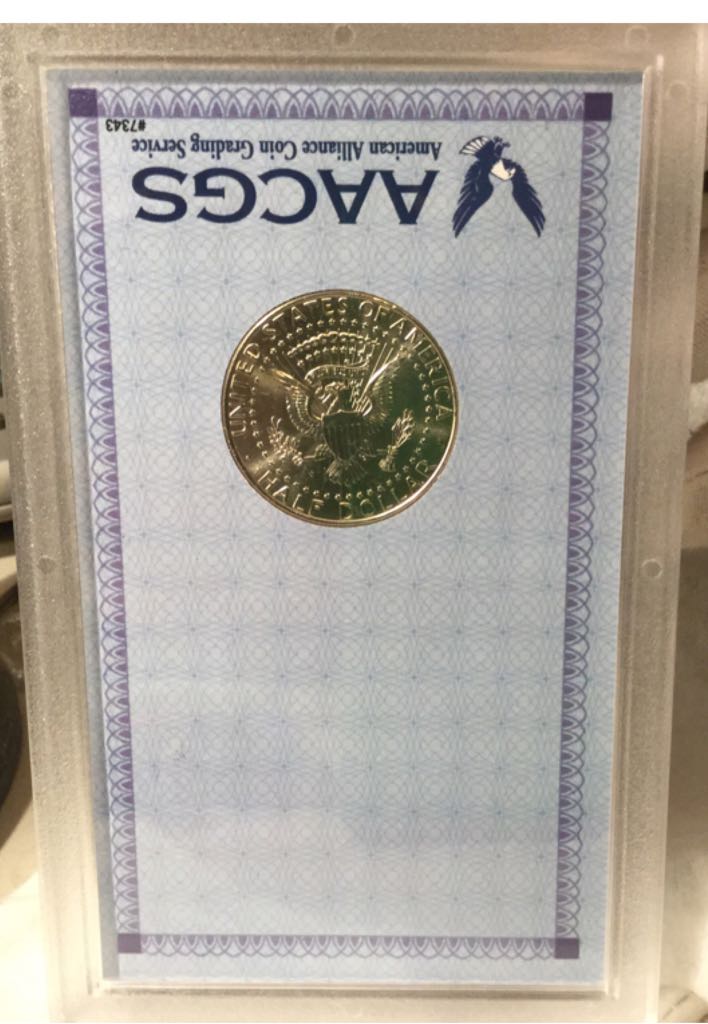 #7343
American Alliance Coin Grading Service
AACGS
UNITED STATES OF AMERICA
HALF DOLLAR